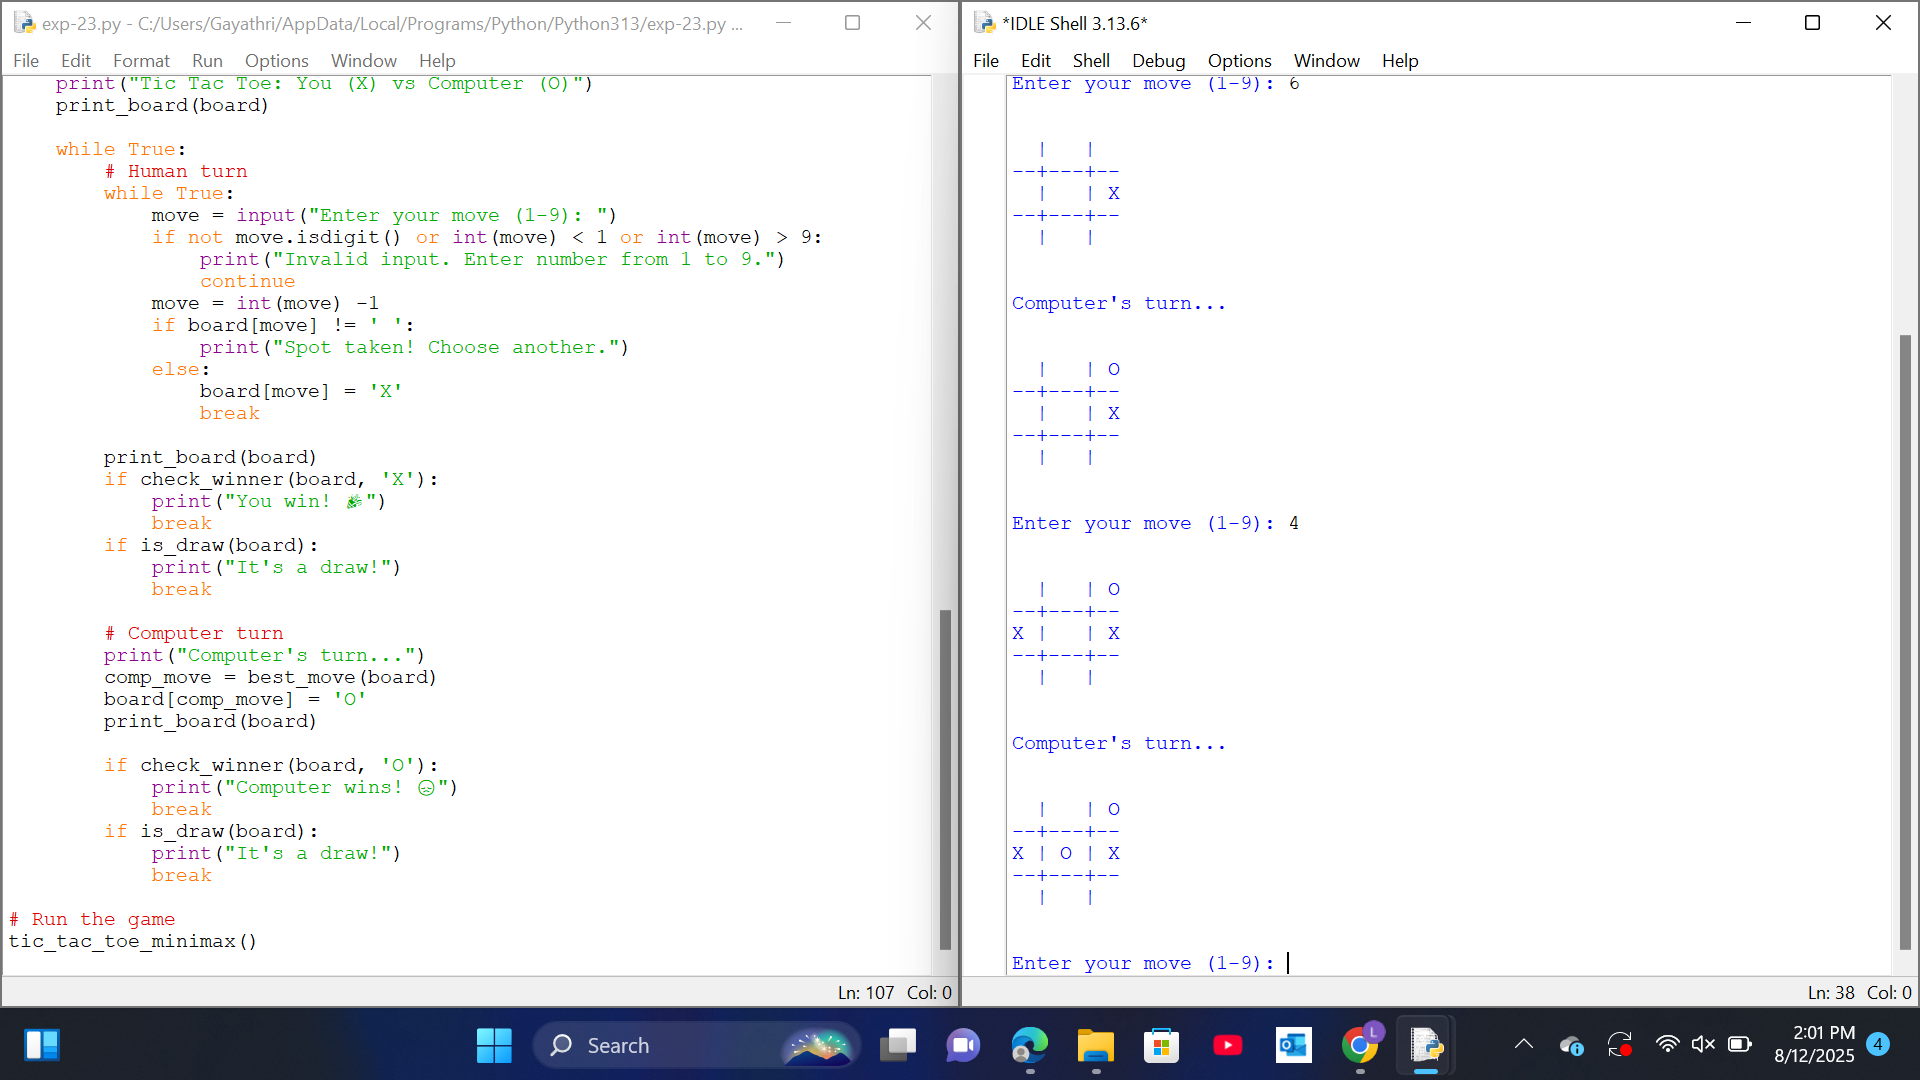 exp-23.py - C:/Users/Gayathri/AppData/Local/Programs/Python/Python313/exp-23.py ...
File Edit Format Run Options Window Help
print("Tic Tac Toe: You (X) vs Computer (O)")
print_board(board)
while True:
# Human turn
while True:
move = input("Enter your move (1-9): ")
if not move.isdigit() or int(move) < 1 or int(move) > 9:
print("Invalid input. Enter number from 1 to 9.")
continue
move = int(move) -1
if board[move] != ' ':
print("Spot taken! Choose another.")
else:
board[move] = 'X'
break
print_board(board)
if check_winner(board, 'X'):
print("You win! 🎉")
break
if is_draw(board):
print("It's a draw!")
break
# Computer turn
print("Computer's turn...")
comp_move = best_move(board)
board[comp_move] = 'O'
print_board(board)
if check_winner(board, 'O'):
print("Computer wins! 😞")
break
if is_draw(board):
print("It's a draw!")
break
# Run the game
tic_tac_toe_minimax()
Ln: 107 Col: 0
*IDLE Shell 3.13.6*
File Edit Shell Debug Options Window Help
Enter your move (1-9): 6
  |   |
--+---+--
  |   | X
--+---+--
  |   |
Computer's turn...
  |   | O
--+---+--
  |   | X
--+---+--
  |   |
Enter your move (1-9): 4
  |   | O
--+---+--
X |   | X
--+---+--
  |   |
Computer's turn...
  |   | O
--+---+--
X | O | X
--+---+--
  |   |
Enter your move (1-9):
Ln: 38 Col: 0
Search
L
2:01 PM
8/12/2025
4